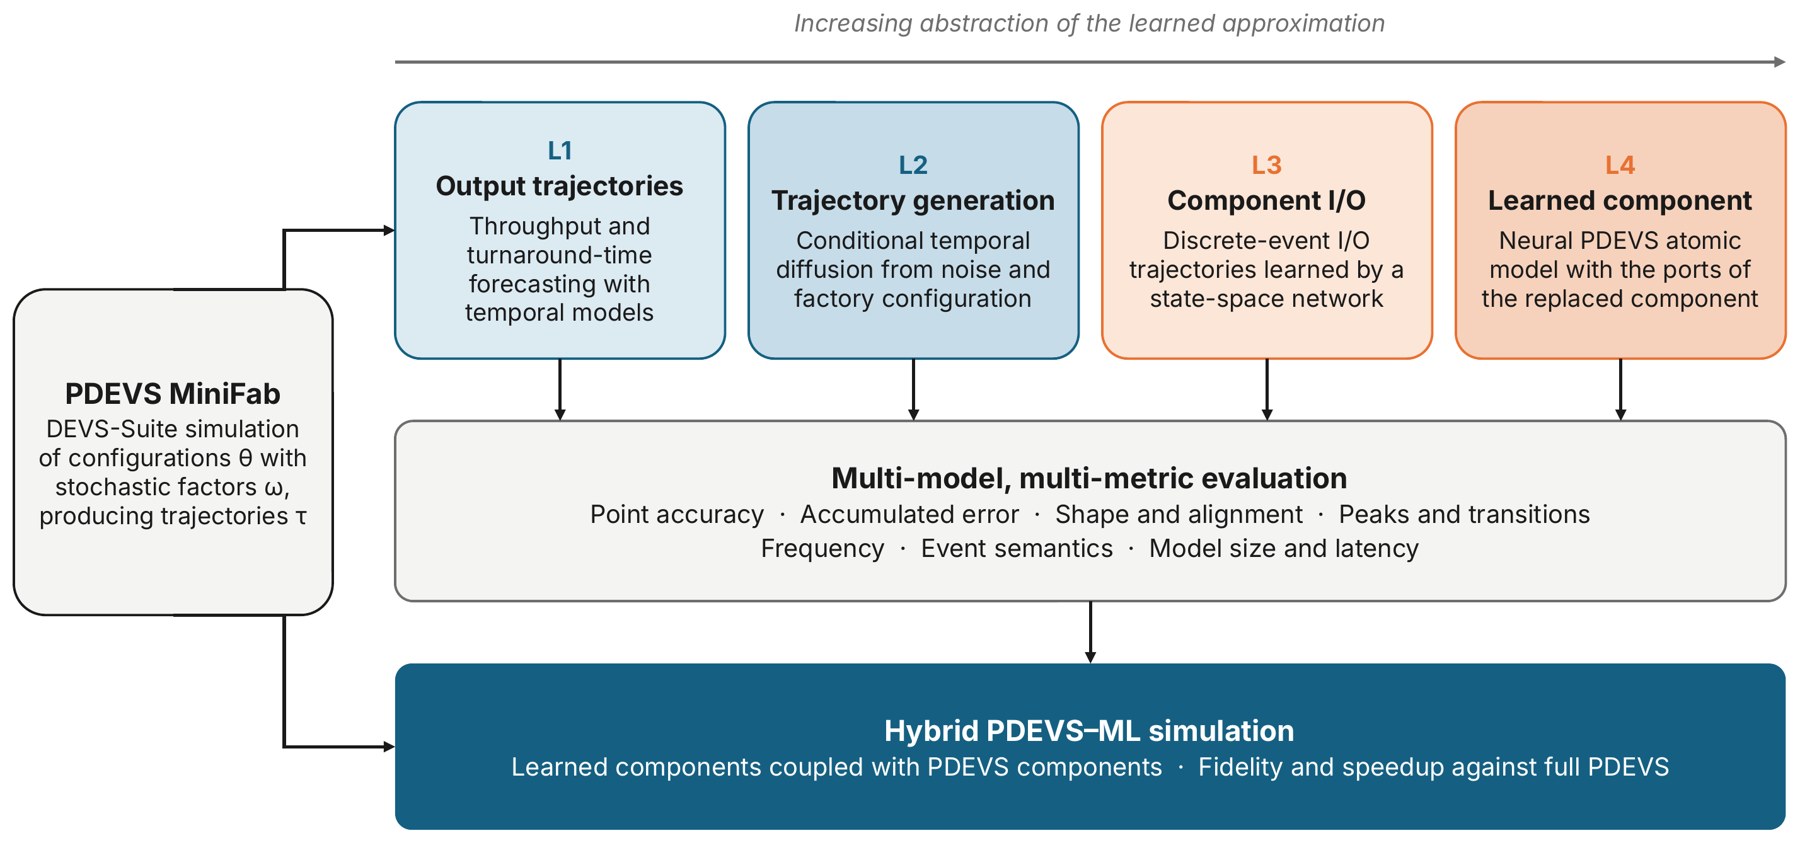 Increasing abstraction of the learned approximation
L1
Output trajectories
Throughput and
turnaround-time
forecasting with
temporal models
L2
Trajectory generation
Conditional temporal
diffusion from noise and
factory configuration
L3
Component I/O
Discrete-event I/O
trajectories learned by a
state-space network
L4
Learned component
Neural PDEVS atomic
model with the ports of
the replaced component
PDEVS MiniFab
DEVS-Suite simulation
of configurations θ with
stochastic factors ω,
producing trajectories τ
Multi-model, multi-metric evaluation
Point accuracy · Accumulated error · Shape and alignment · Peaks and transitions
Frequency · Event semantics · Model size and latency
Hybrid PDEVS–ML simulation
Learned components coupled with PDEVS components · Fidelity and speedup against full PDEVS